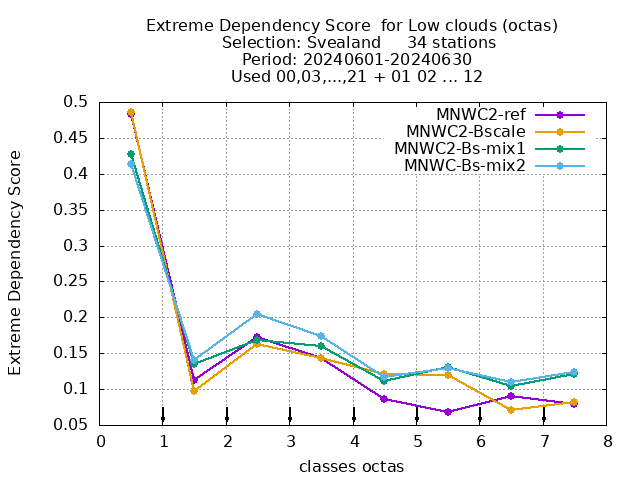 Extreme Dependency Score  for Low clouds (octas)
Selection: Svealand     34 stations
Period: 20240601-20240630
Used 00,03,...,21 + 01 02 ... 12
MNWC2-ref
MNWC2-Bscale
MNWC2-Bs-mix1
MNWC-Bs-mix2
Extreme Dependency Score
0.5
0.45
0.4
0.35
0.3
0.25
0.2
0.15
0.1
0.05
0 1 2 3 4 5 6 7 8
classes octas